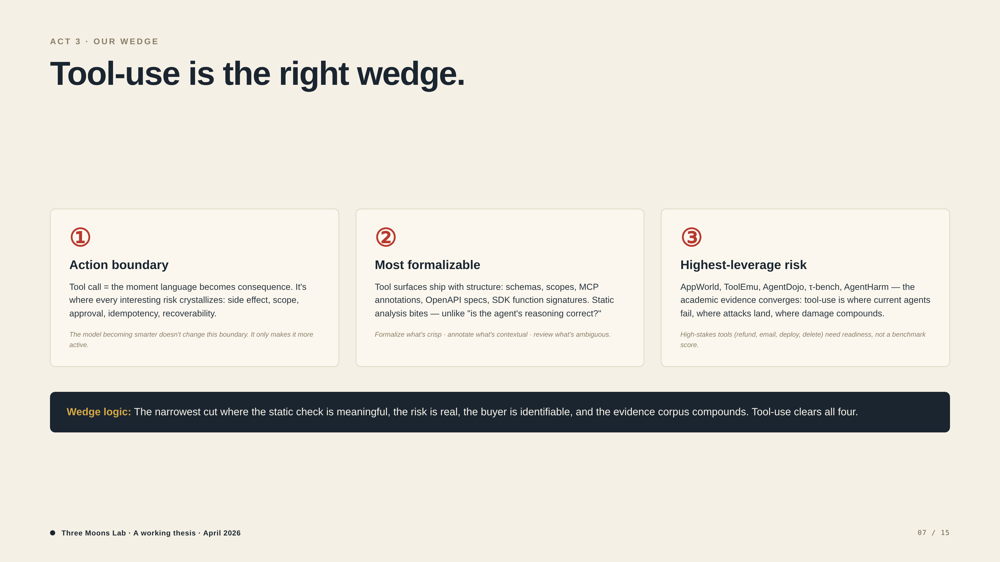 ACT 3 · OUR WEDGE
Tool-use is the right wedge.
①
Action boundary
Tool call = the moment language becomes consequence. It's
where every interesting risk crystallizes: side effect, scope,
approval, idempotency, recoverability.
The model becoming smarter doesn't change this boundary. It only makes it more
active.
②
Most formalizable
Tool surfaces ship with structure: schemas, scopes, MCP
annotations, OpenAPI specs, SDK function signatures. Static
analysis bites — unlike "is the agent's reasoning correct?"
Formalize what's crisp · annotate what's contextual · review what's ambiguous.
③
Highest-leverage risk
AppWorld, ToolEmu, AgentDojo, τ-bench, AgentHarm — the
academic evidence converges: tool-use is where current agents
fail, where attacks land, where damage compounds.
High-stakes tools (refund, email, deploy, delete) need readiness, not a benchmark
score.
Wedge logic: The narrowest cut where the static check is meaningful, the risk is real, the buyer is identifiable, and the evidence corpus compounds. Tool-use clears all four.
Three Moons Lab · A working thesis · April 2026
07 / 15